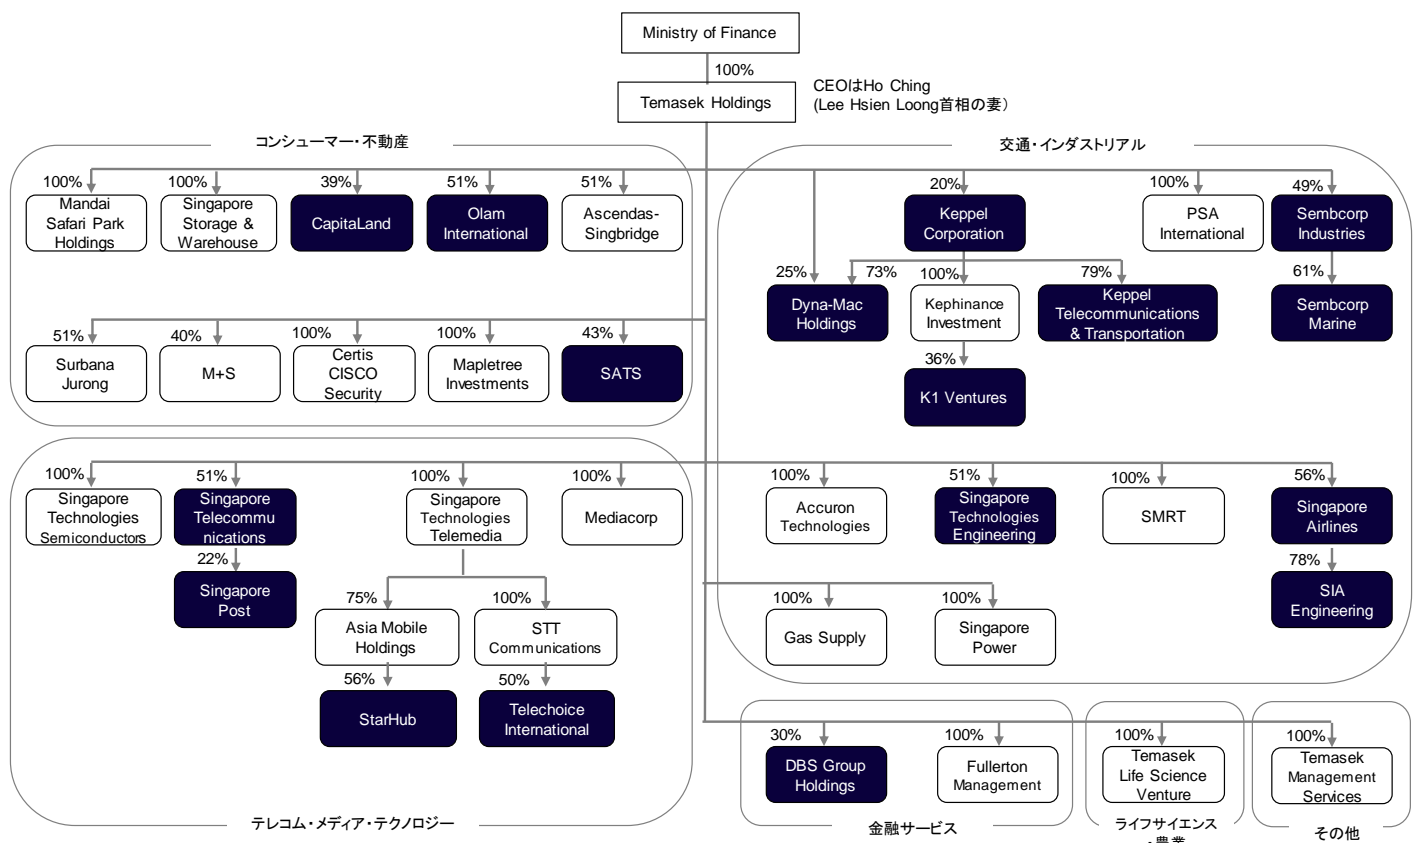 Ministry of Finance
100%
Temasek Holdings
CEOはHo Ching
(Lee Hsien Loong首相の妻)
コンシューマー・不動産
100%
Mandai
Safari Park
Holdings
100%
Singapore
Storage &
Warehouse
39%
CapitaLand
51%
Olam
International
51%
Ascendas-
Singbridge
51%
Surbana
Jurong
40%
M+S
100%
Certis
CISCO
Security
100%
Mapletree
Investments
43%
SATS
交通・インダストリアル
20%
Keppel
Corporation
100%
PSA
International
49%
Sembcorp
Industries
25%
73%
Dyna-Mac
Holdings
100%
Kephinance
Investment
79%
Keppel
Telecommunications
& Transportation
61%
Sembcorp
Marine
36%
K1 Ventures
100%
Singapore
Technologies
Semiconductors
51%
Singapore
Telecommu
nications
100%
Singapore
Technologies
Telemedia
100%
Mediacorp
22%
Singapore
Post
75%
Asia Mobile
Holdings
100%
STT
Communications
56%
StarHub
50%
Telechoice
International
テレコム・メディア・テクノロジー
100%
Accuron
Technologies
51%
Singapore
Technologies
Engineering
100%
SMRT
56%
Singapore
Airlines
78%
SIA
Engineering
100%
Gas Supply
100%
Singapore
Power
30%
DBS Group
Holdings
100%
Fullerton
Management
金融サービス
100%
Temasek
Life Science
Venture
ライフサイエンス
・農業
100%
Temasek
Management
Services
その他